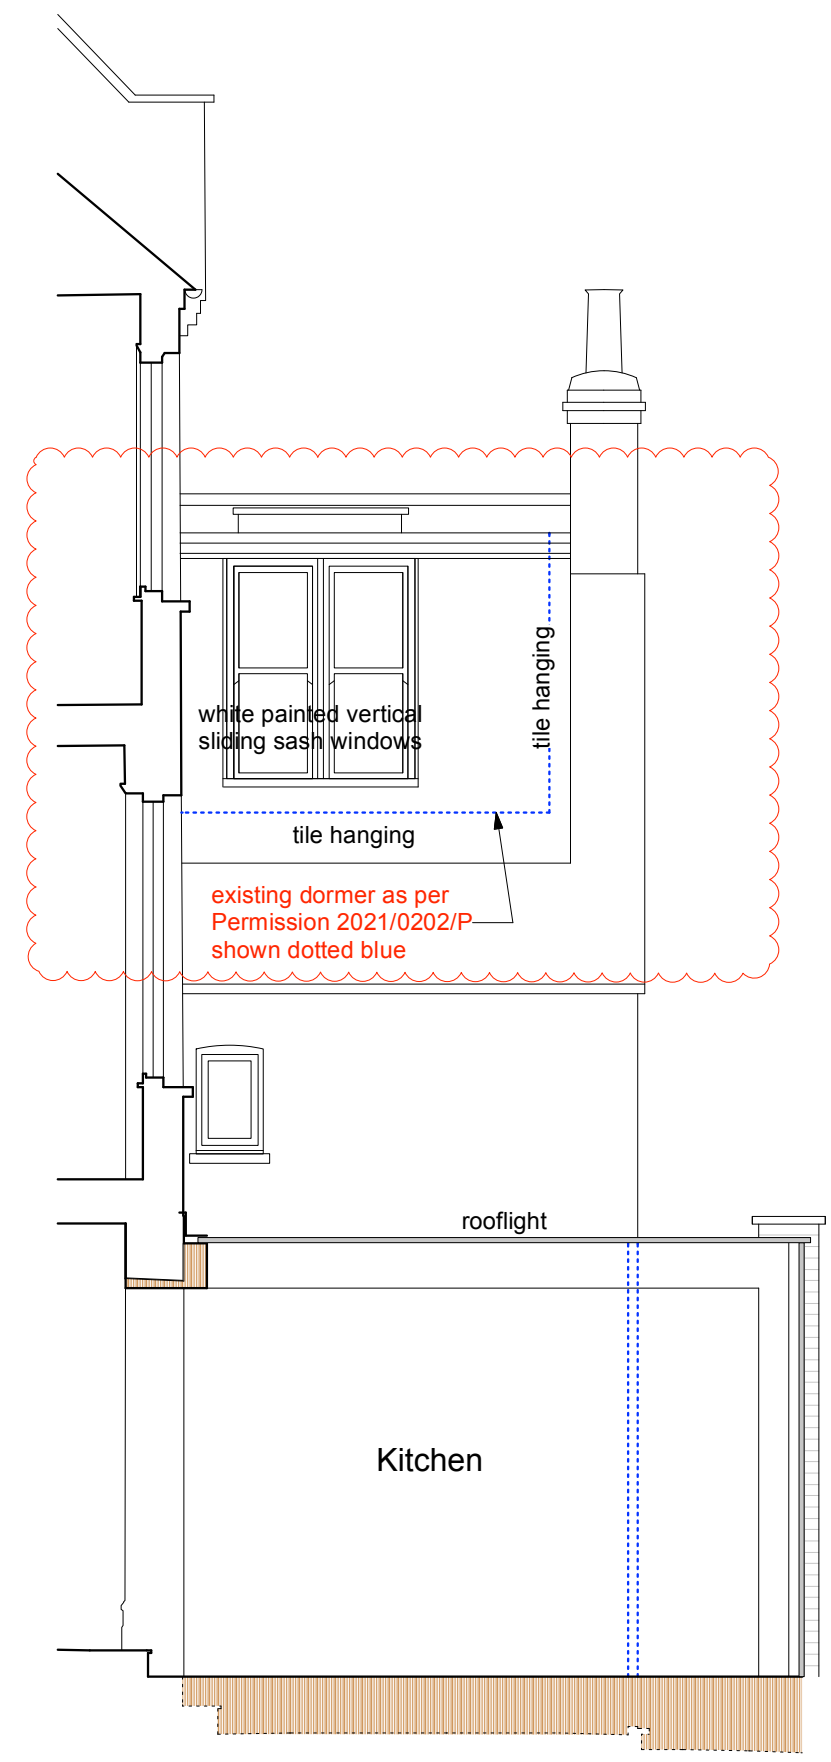 tile hanging
white painted vertical
sliding sash windows
tile hanging
existing dormer as per
Permission 2021/0202/P
shown dotted blue
rooflight
Kitchen